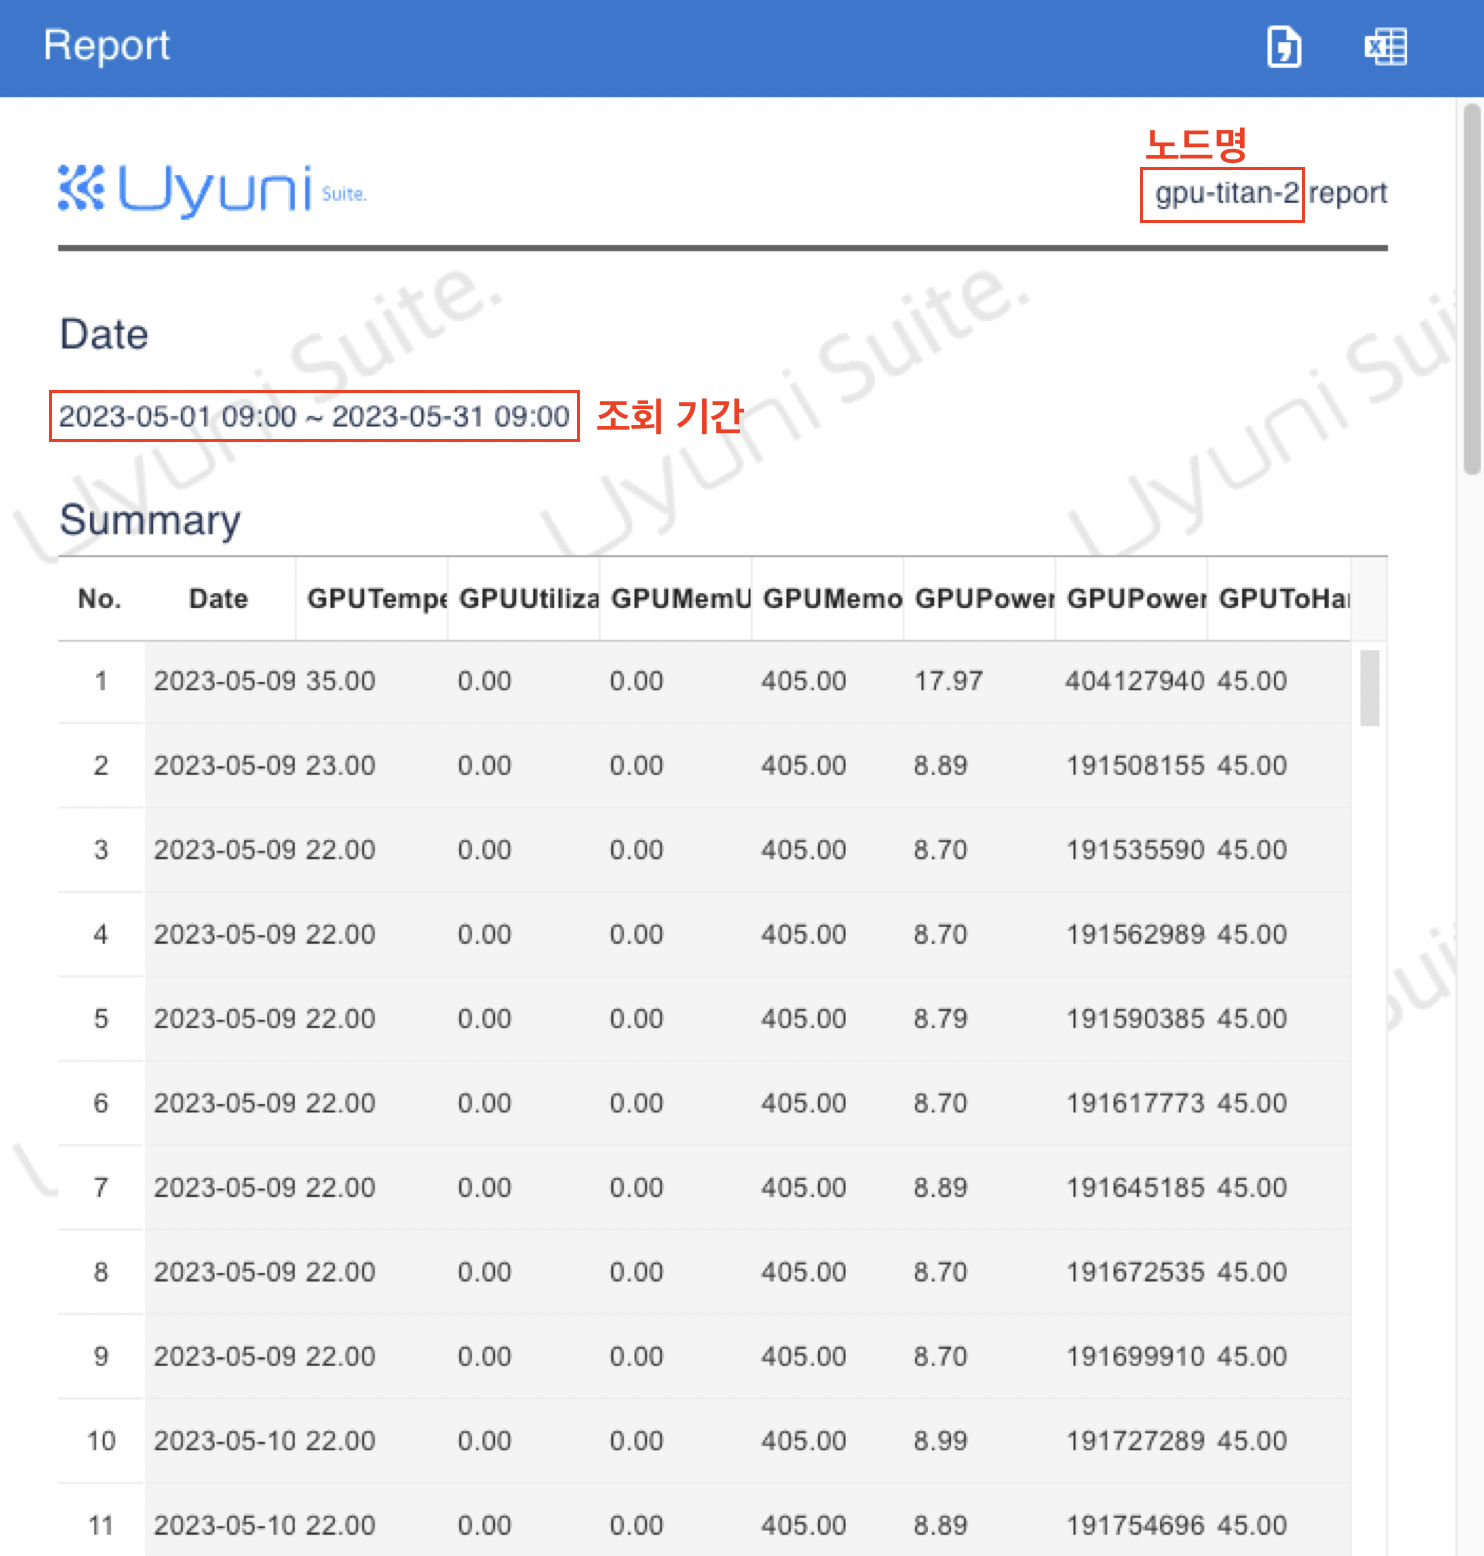 Report
노드명
Uyuni Suite.
gpu-titan-2 report
Date
2023-05-01 09:00 ~ 2023-05-31 09:00 조회 기간
Summary
No. Date GPUTempe GPUUtiliza GPUMemU GPUMemo GPUPower GPUPower GPUToHar
1 2023-05-09 35.00 0.00 0.00 405.00 17.97 404127940 45.00
2 2023-05-09 23.00 0.00 0.00 405.00 8.89 191508155 45.00
3 2023-05-09 22.00 0.00 0.00 405.00 8.70 191535590 45.00
4 2023-05-09 22.00 0.00 0.00 405.00 8.70 191562989 45.00
5 2023-05-09 22.00 0.00 0.00 405.00 8.79 191590385 45.00
6 2023-05-09 22.00 0.00 0.00 405.00 8.70 191617773 45.00
7 2023-05-09 22.00 0.00 0.00 405.00 8.89 191645185 45.00
8 2023-05-09 22.00 0.00 0.00 405.00 8.70 191672535 45.00
9 2023-05-09 22.00 0.00 0.00 405.00 8.70 191699910 45.00
10 2023-05-10 22.00 0.00 0.00 405.00 8.99 191727289 45.00
11 2023-05-10 22.00 0.00 0.00 405.00 8.89 191754696 45.00
Uyuni Suite.
Uyuni Suite.
Uyuni Sui
Sui